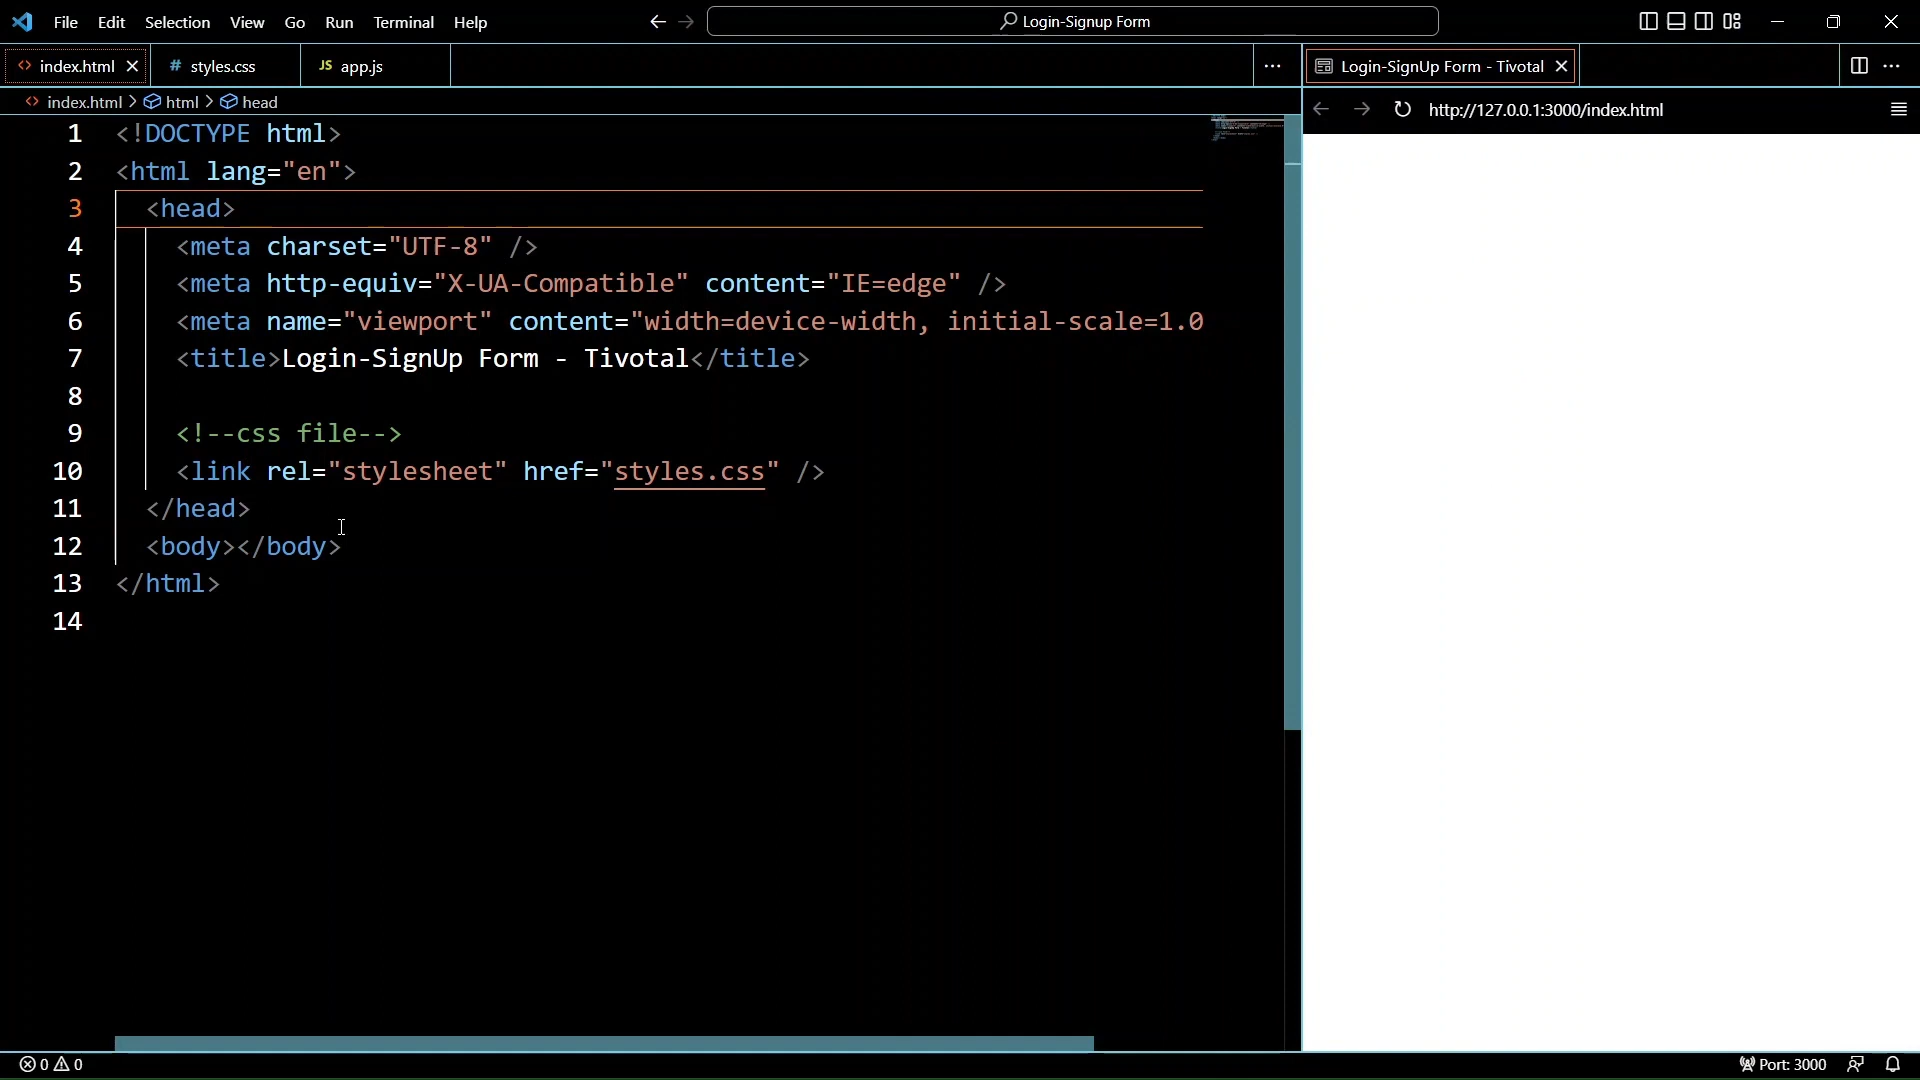 File Edit Selection View Go Run Terminal Help
Login-Signup Form
index.html
styles.css
JS app.js
Login-SignUp Form - Tivotal
index.html > html > head
http://127.0.0.1:3000/index.html
1 <!DOCTYPE html>
2 <html lang="en">
3 <head>
4 <meta charset="UTF-8" />
5 <meta http-equiv="X-UA-Compatible" content="IE=edge" />
6 <meta name="viewport" content="width=device-width, initial-scale=1.0
7 <title>Login-SignUp Form - Tivotal</title>
8
9 <!--css file-->
10 <link rel="stylesheet" href="styles.css" />
11 </head>
12 <body></body>
13 </html>
14
0 0
Port: 3000